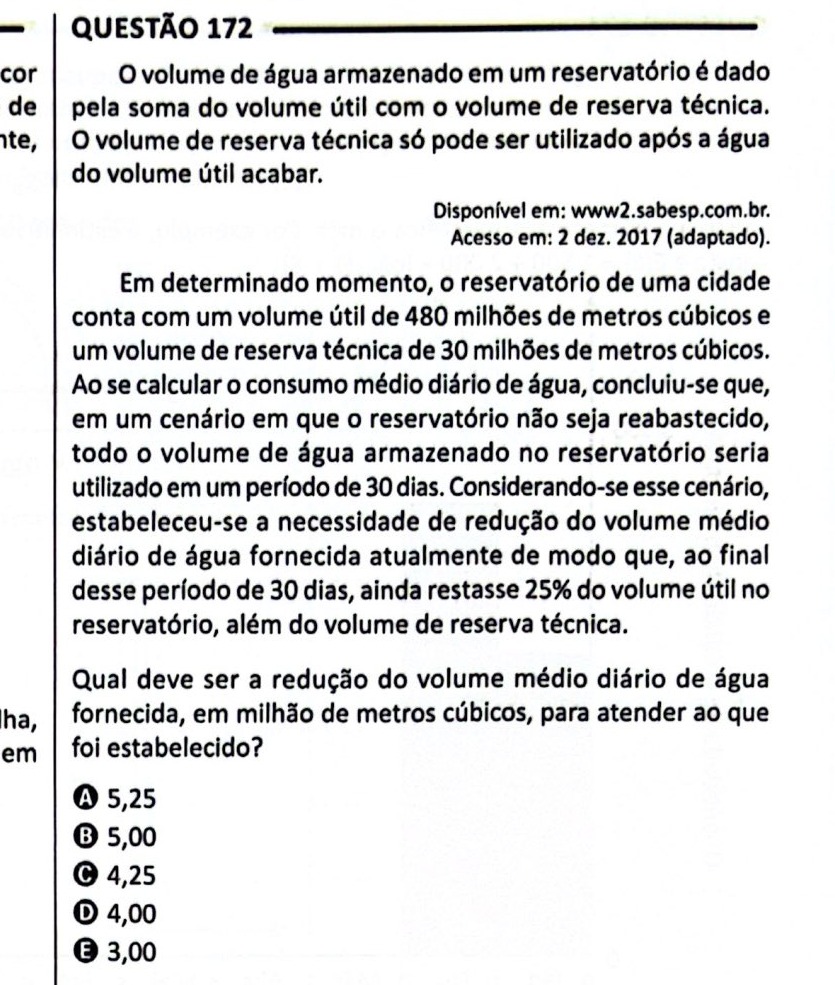 QUESTÃO 172
cor
de
nte,
O volume de água armazenado em um reservatório é dado
pela soma do volume útil com o volume de reserva técnica.
O volume de reserva técnica só pode ser utilizado após a água
do volume útil acabar.
Disponível em: www2.sabesp.com.br.
Acesso em: 2 dez. 2017 (adaptado).
Em determinado momento, o reservatório de uma cidade
conta com um volume útil de 480 milhões de metros cúbicos e
um volume de reserva técnica de 30 milhões de metros cúbicos.
Ao se calcular o consumo médio diário de água, concluiu-se que,
em um cenário em que o reservatório não seja reabastecido,
todo o volume de água armazenado no reservatório seria
utilizado em um período de 30 dias. Considerando-se esse cenário,
estabeleceu-se a necessidade de redução do volume médio
diário de água fornecida atualmente de modo que, ao final
desse período de 30 dias, ainda restasse 25% do volume útil no
reservatório, além do volume de reserva técnica.
Qual deve ser a redução do volume médio diário de água
fornecida, em milhão de metros cúbicos, para atender ao que
foi estabelecido?
lha,
em
A 5,25
B 5,00
C 4,25
D 4,00
E 3,00